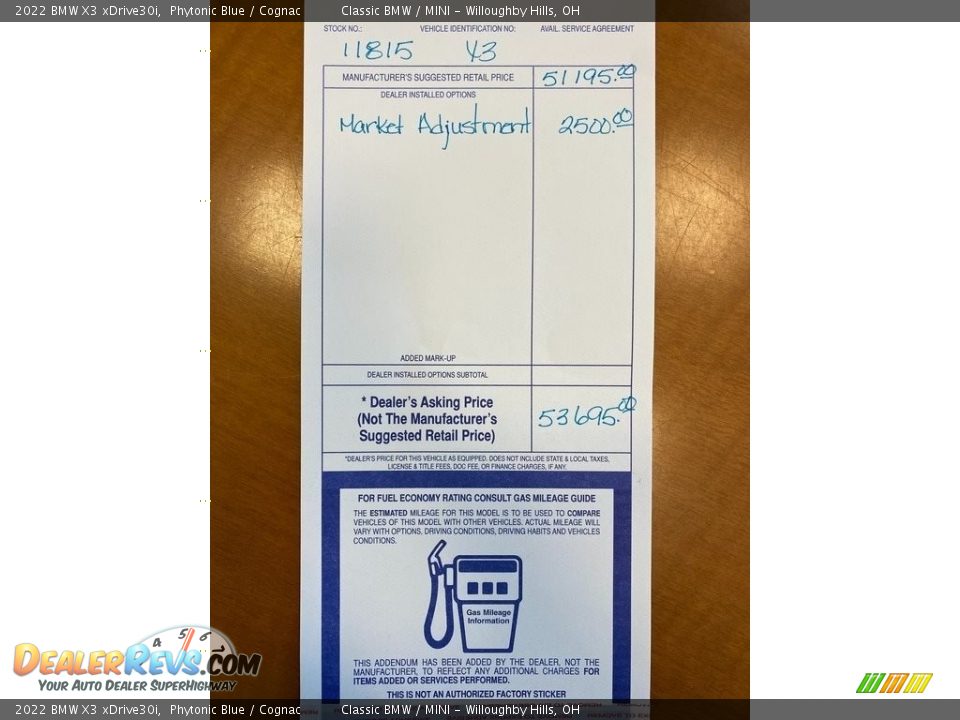 2022 BMW X3 xDrive30i,  Phytonic Blue / Cognac   Classic BMW / MINI - Willoughby Hills, OH
STOCK NO.:   VEHICLE IDENTIFICATION NO:   AVAIL. SERVICE AGREEMENT
11815   X3
MANUFACTURER'S SUGGESTED RETAIL PRICE   51195.00
DEALER INSTALLED OPTIONS
Market Adjustment   2500.00
ADDED MARK-UP
DEALER INSTALLED OPTIONS SUBTOTAL
* Dealer's Asking Price
(Not The Manufacturer's
Suggested Retail Price)
53695.00
*DEALER'S PRICE FOR THIS VEHICLE AS EQUIPPED. DOES NOT INCLUDE STATE & LOCAL TAXES,
LICENSE & TITLE FEES, DOC FEE, OR FINANCE CHARGES, IF ANY.
FOR FUEL ECONOMY RATING CONSULT GAS MILEAGE GUIDE
THE ESTIMATED MILEAGE FOR THIS MODEL IS TO BE USED TO COMPARE
VEHICLES OF THIS MODEL WITH OTHER VEHICLES. ACTUAL MILEAGE WILL
VARY WITH OPTIONS, DRIVING CONDITIONS, DRIVING HABITS AND VEHICLES
CONDITIONS.
Gas Mileage
Information
THIS ADDENDUM HAS BEEN ADDED BY THE DEALER, NOT THE
MANUFACTURER, TO REFLECT ANY ADDITIONAL CHARGES FOR
ITEMS ADDED OR SERVICES PERFORMED.
THIS IS NOT AN AUTHORIZED FACTORY STICKER
4 5 6
DEALERREVS.COM
YOUR AUTO DEALER SUPERHIGHWAY
2022 BMW X3 xDrive30i,  Phytonic Blue / Cognac   Classic BMW / MINI - Willoughby Hills, OH